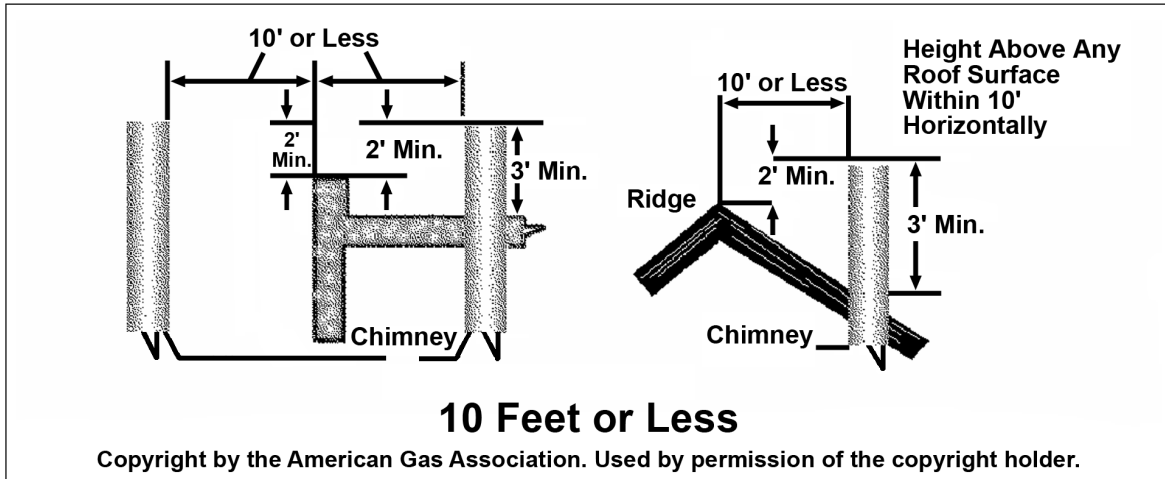 10' or Less
2'
Min.
2' Min.
3' Min.
Chimney
10' or Less
Height Above Any
Roof Surface
Within 10'
Horizontally
2' Min.
Ridge
3' Min.
Chimney
10 Feet or Less
Copyright by the American Gas Association. Used by permission of the copyright holder.